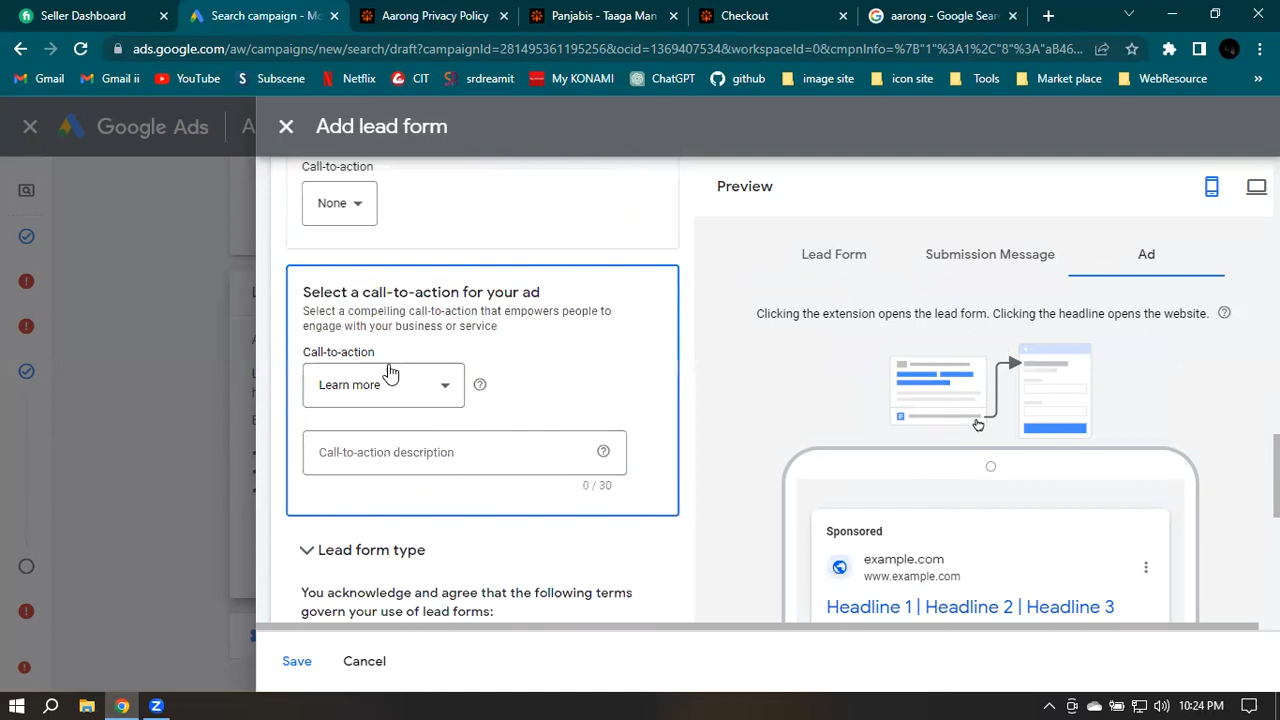 Seller Dashboard
Search campaign - Mo
Aarong Privacy Policy
Panjabis - Taaga Man
Checkout
aarong - Google Sear
ads.google.com/aw/campaigns/new/search/draft?campaignId=2814953611952​56&ocid=1369407534&workspaceId=0&cmpnInfo=%7B"1"%3A1%2C"8"%3A"aB46...
Gmail
Gmail ii
YouTube
Subscene
Netflix
CIT
srdreamit
My KONAMI
ChatGPT
github
image site
icon site
Tools
Market place
WebResource
»
Google Ads
Add lead form
Call-to-action
None
Preview
Select a call-to-action for your ad
Select a compelling call-to-action that empowers people to
engage with your business or service
Call-to-action
Learn more
Call-to-action description
0 / 30
Lead form type
You acknowledge and agree that the following terms
govern your use of lead forms:
Lead Form
Submission Message
Ad
Clicking the extension opens the lead form. Clicking the headline opens the website.
Sponsored
example.com
www.example.com
Headline 1 | Headline 2 | Headline 3
Save
Cancel
10:24 PM